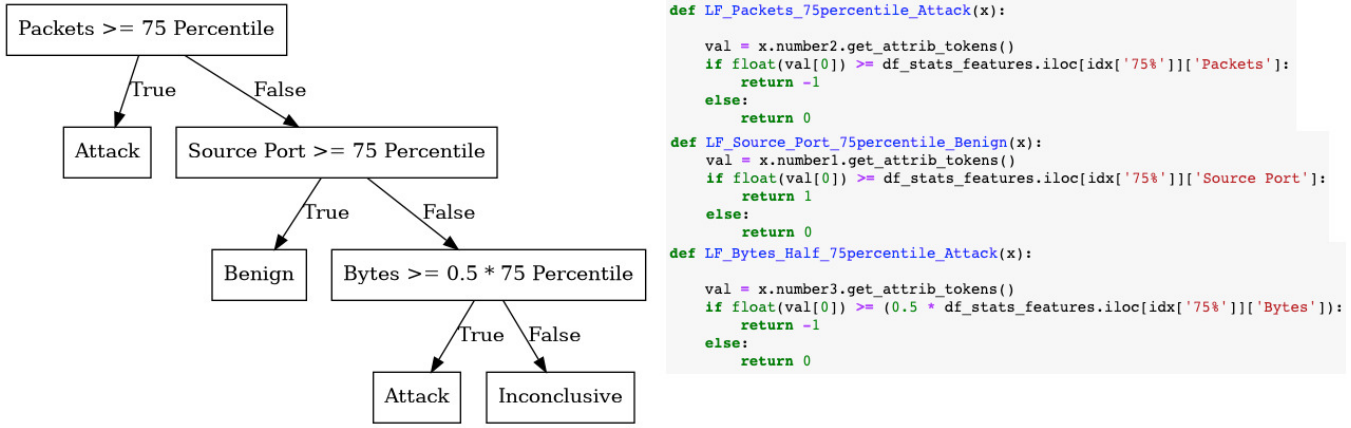 Packets >= 75 Percentile
True
False
Attack
Source Port >= 75 Percentile
True
False
Benign
Bytes >= 0.5 * 75 Percentile
True
False
Attack
Inconclusive
def LF_Packets_75percentile_Attack(x):
val = x.number2.get_attrib_tokens()
if float(val[0]) >= df_stats_features.iloc[idx['75%']]['Packets']:
return -1
else:
return 0
def LF_Source_Port_75percentile_Benign(x):
val = x.number1.get_attrib_tokens()
if float(val[0]) >= df_stats_features.iloc[idx['75%']]['Source Port']:
return 1
else:
return 0
def LF_Bytes_Half_75percentile_Attack(x):
val = x.number3.get_attrib_tokens()
if float(val[0]) >= (0.5 * df_stats_features.iloc[idx['75%']]['Bytes']):
return -1
else:
return 0